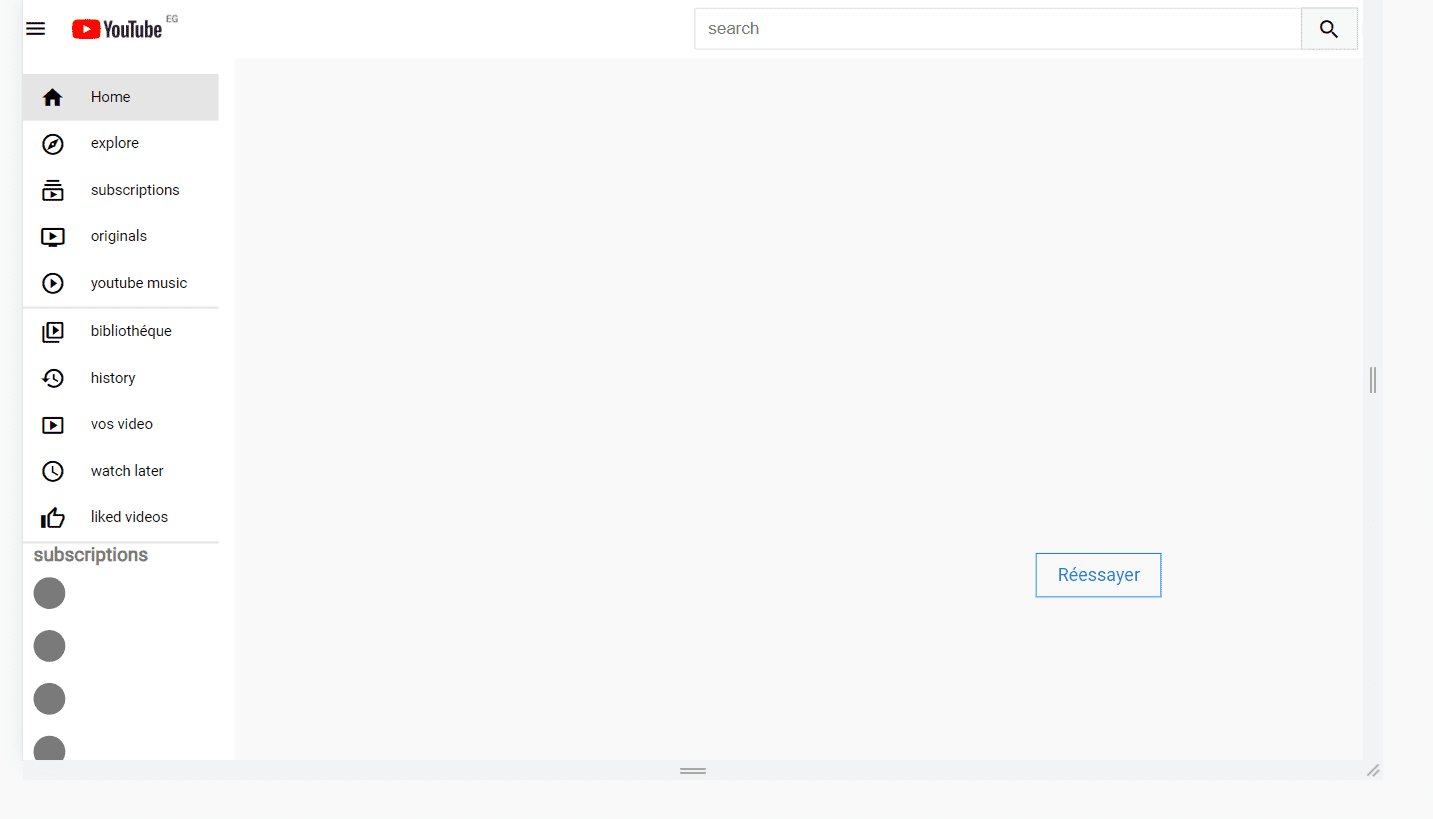 YouTube EG
search
Home
explore
subscriptions
originals
youtube music
bibliothéque
history
vos video
watch later
liked videos
subscriptions
Réessayer